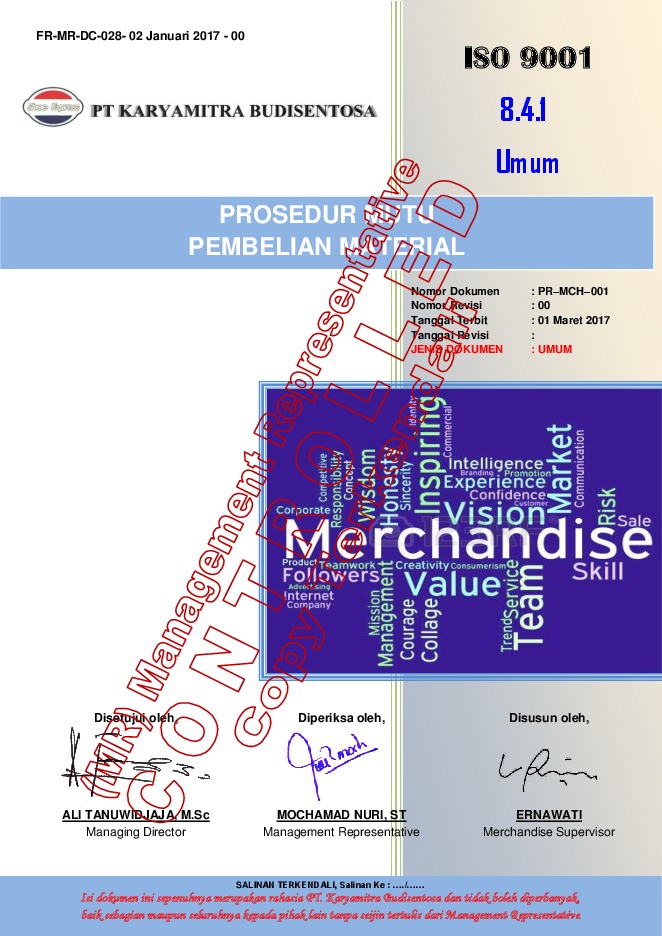 FR-MR-DC-028- 02 Januari 2017 - 00
ISO 9001
Shoe Express
PT KARYAMITRA BUDISENTOSA
8.4.1
Umum
PROSEDUR MUTU
PEMBELIAN MATERIAL
Nomor Dokumen : PR–MCH–001
Nomor Revisi : 00
Tanggal Terbit : 01 Maret 2017
Tanggal Revisi :
JENIS DOKUMEN : UMUM
(MR) Management Representative
CONTROLLED
Copy Terkendali
Identity
Inspiring
Commercial
Competitive
Responsibility
Concept
Wisdom
Honesty
Sincerity
Intelligence
Branding
Promotion
Experience
Confidence
Customer
Market
Communication
Corporate
Vision
Risk
Sale
Merchandise
Product
Teamwork
Creativity
Consumerism
Followers
Advertising
Internet
Company
Value
Skill
Mission
Management
Courage
Collage
Trend
Service
Team
Disetujui oleh, Diperiksa oleh, Disusun oleh,
ALI TANUWIDJAJA, M.Sc MOCHAMAD NURI, ST ERNAWATI
Managing Director Management Representative Merchandise Supervisor
SALINAN TERKENDALI, Salinan Ke : …./……
Isi dokumen ini sepenuhnya merupakan rahasia PT. Karyamitra Budisentosa dan tidak boleh diperbanyak,
baik sebagian maupun seluruhnya kepada pihak lain tanpa seijin tertulis dari Management Representative.